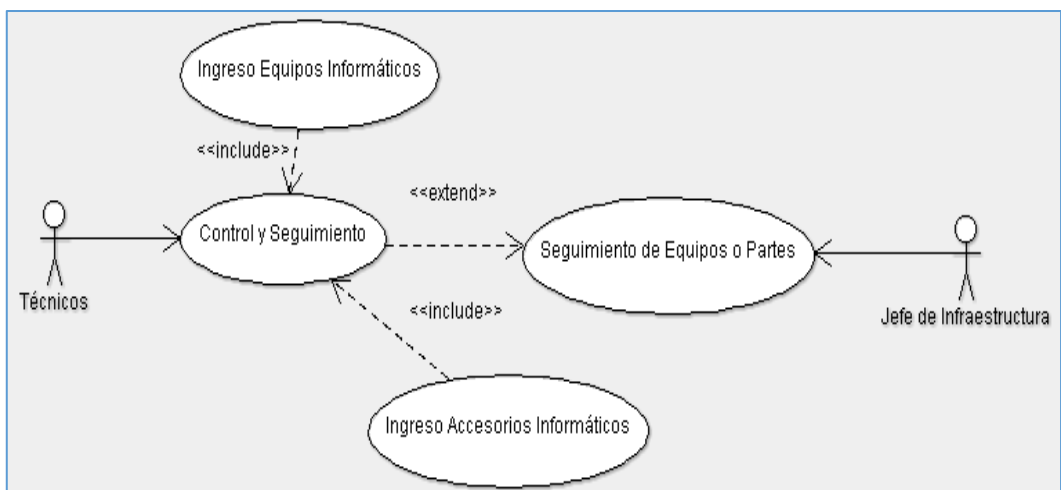 Ingreso Equipos Informáticos
<<include>>
<<extend>>
Control y Seguimiento
Seguimiento de Equipos o Partes
Técnicos
<<include>>
Jefe de Infraestructura
Ingreso Accesorios Informáticos